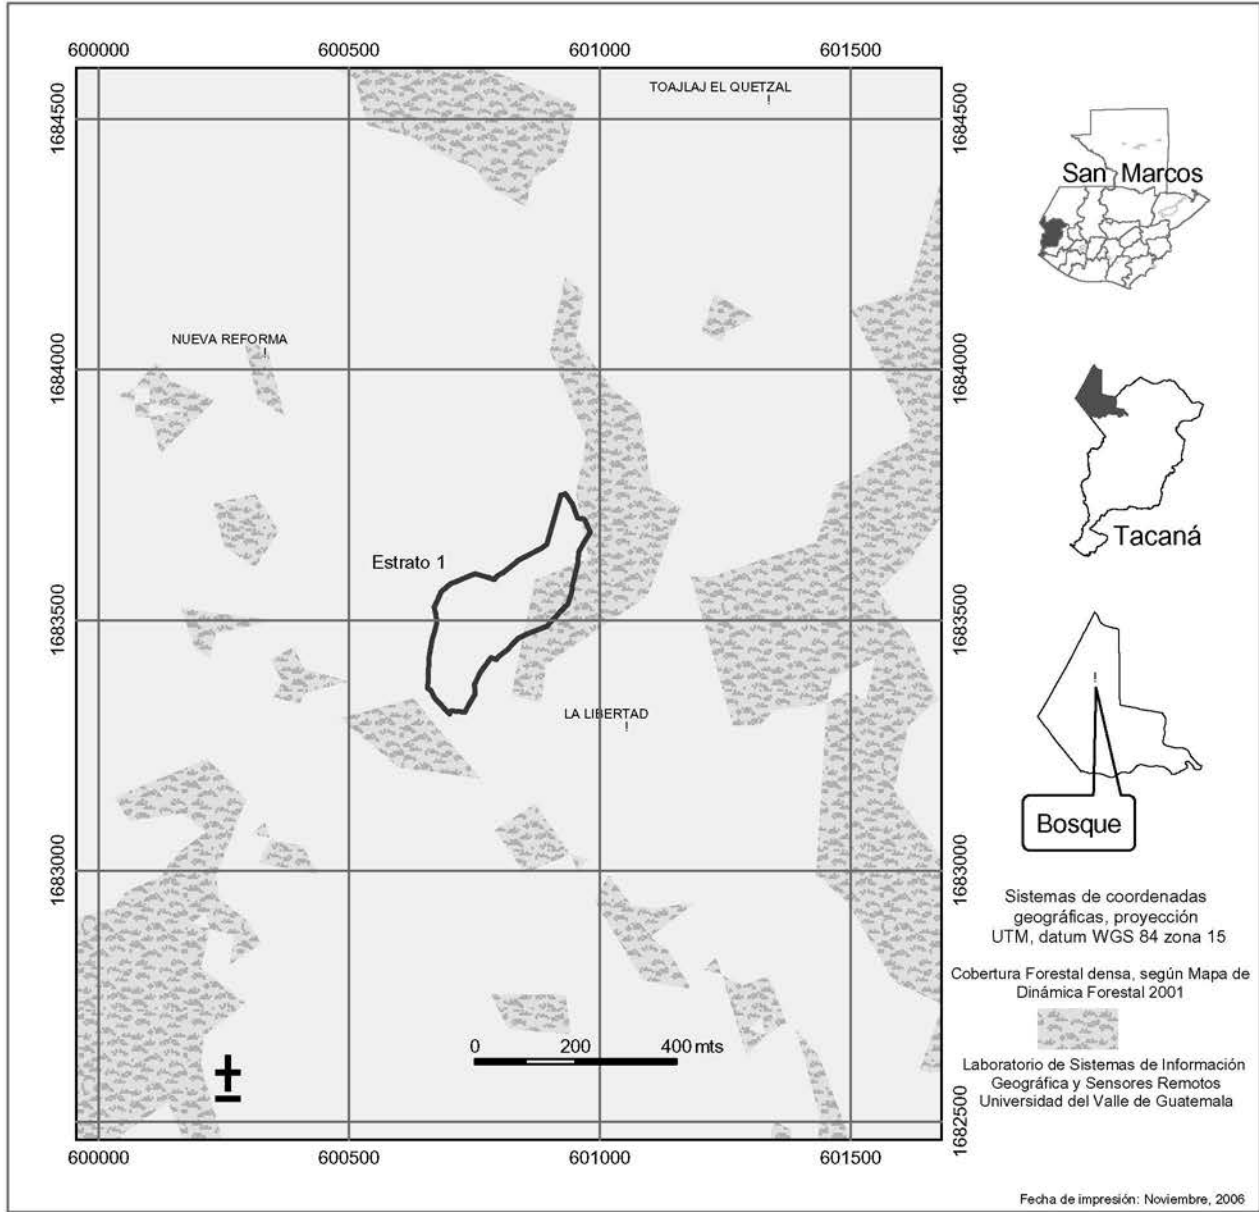 600000 600500 601000 601500
1684500 1684500
TOAJLAJ EL QUETZAL
San Marcos
NUEVA REFORMA
1684000 1684000
Tacaná
Estrato 1
1683500 1683500
LA LIBERTAD
Bosque
1683000 1683000
Sistemas de coordenadas
geográficas, proyección
UTM, datum WGS 84 zona 15
Cobertura Forestal densa, según Mapa de
Dinámica Forestal 2001
0 200 400 mts
Laboratorio de Sistemas de Información
Geográfica y Sensores Remotos
Universidad del Valle de Guatemala
1682500 1682500
600000 600500 601000 601500
Fecha de impresión: Noviembre, 2006